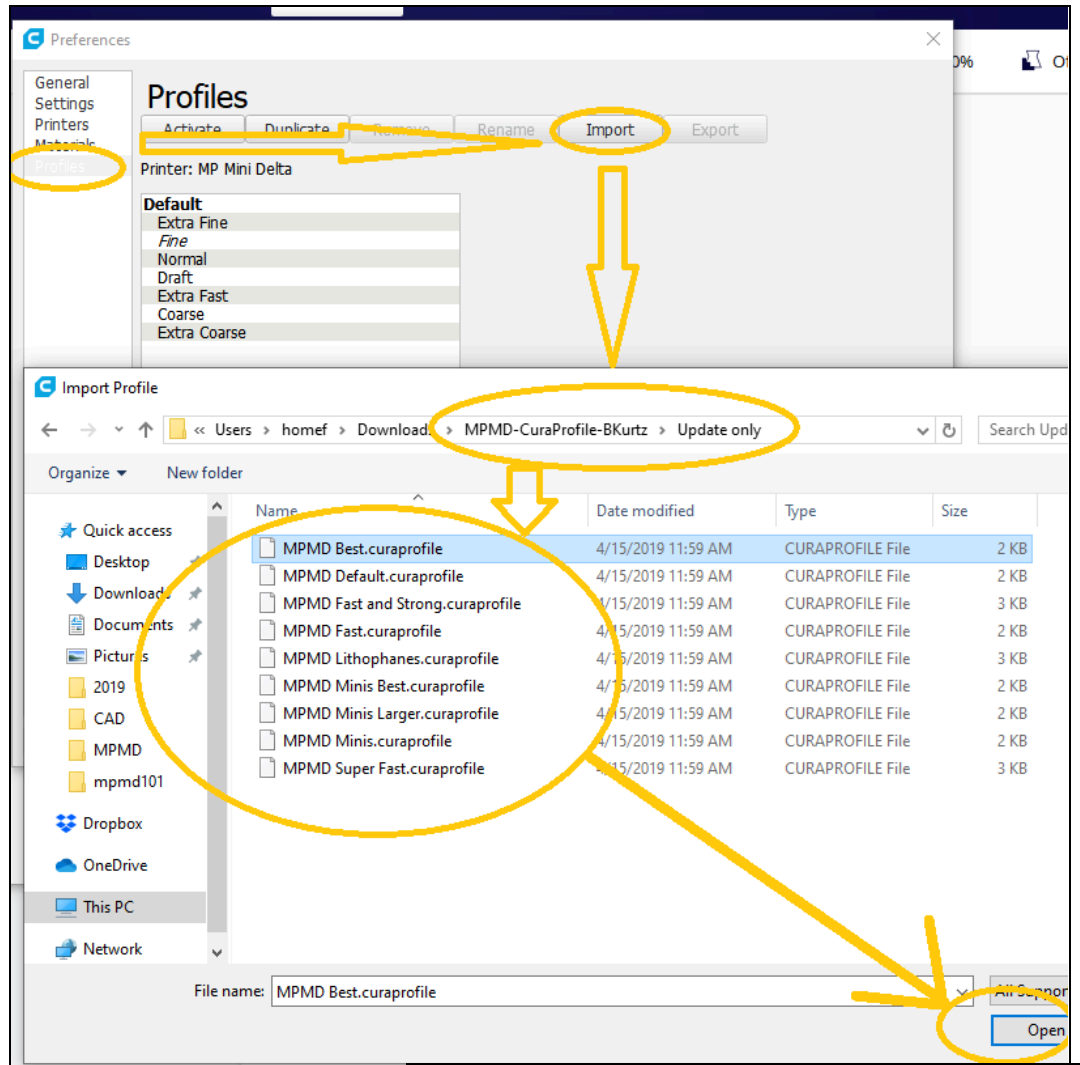 Preferences
0%
General
Settings
Printers
Materials
Profiles
Profiles
Activate Duplicate Remove Rename Import Export
Printer: MP Mini Delta
Default
Extra Fine
Fine
Normal
Draft
Extra Fast
Coarse
Extra Coarse
Import Profile
« Users > homef > Downloads > MPMD-CuraProfile-BKurtz > Update only
Search Upd
Organize New folder
Name Date modified Type Size
Quick access
Desktop
Downloads
Documents
Pictures
2019
CAD
MPMD
mpmd101
Dropbox
OneDrive
This PC
Network
MPMD Best.curaprofile 4/15/2019 11:59 AM CURAPROFILE File 2 KB
MPMD Default.curaprofile 4/15/2019 11:59 AM CURAPROFILE File 2 KB
MPMD Fast and Strong.curaprofile 4/15/2019 11:59 AM CURAPROFILE File 3 KB
MPMD Fast.curaprofile 4/15/2019 11:59 AM CURAPROFILE File 2 KB
MPMD Lithophanes.curaprofile 4/15/2019 11:59 AM CURAPROFILE File 3 KB
MPMD Minis Best.curaprofile 4/15/2019 11:59 AM CURAPROFILE File 2 KB
MPMD Minis Larger.curaprofile 4/15/2019 11:59 AM CURAPROFILE File 2 KB
MPMD Minis.curaprofile 4/15/2019 11:59 AM CURAPROFILE File 2 KB
MPMD Super Fast.curaprofile 4/15/2019 11:59 AM CURAPROFILE File 3 KB
File name: MPMD Best.curaprofile
All Suppor
Open